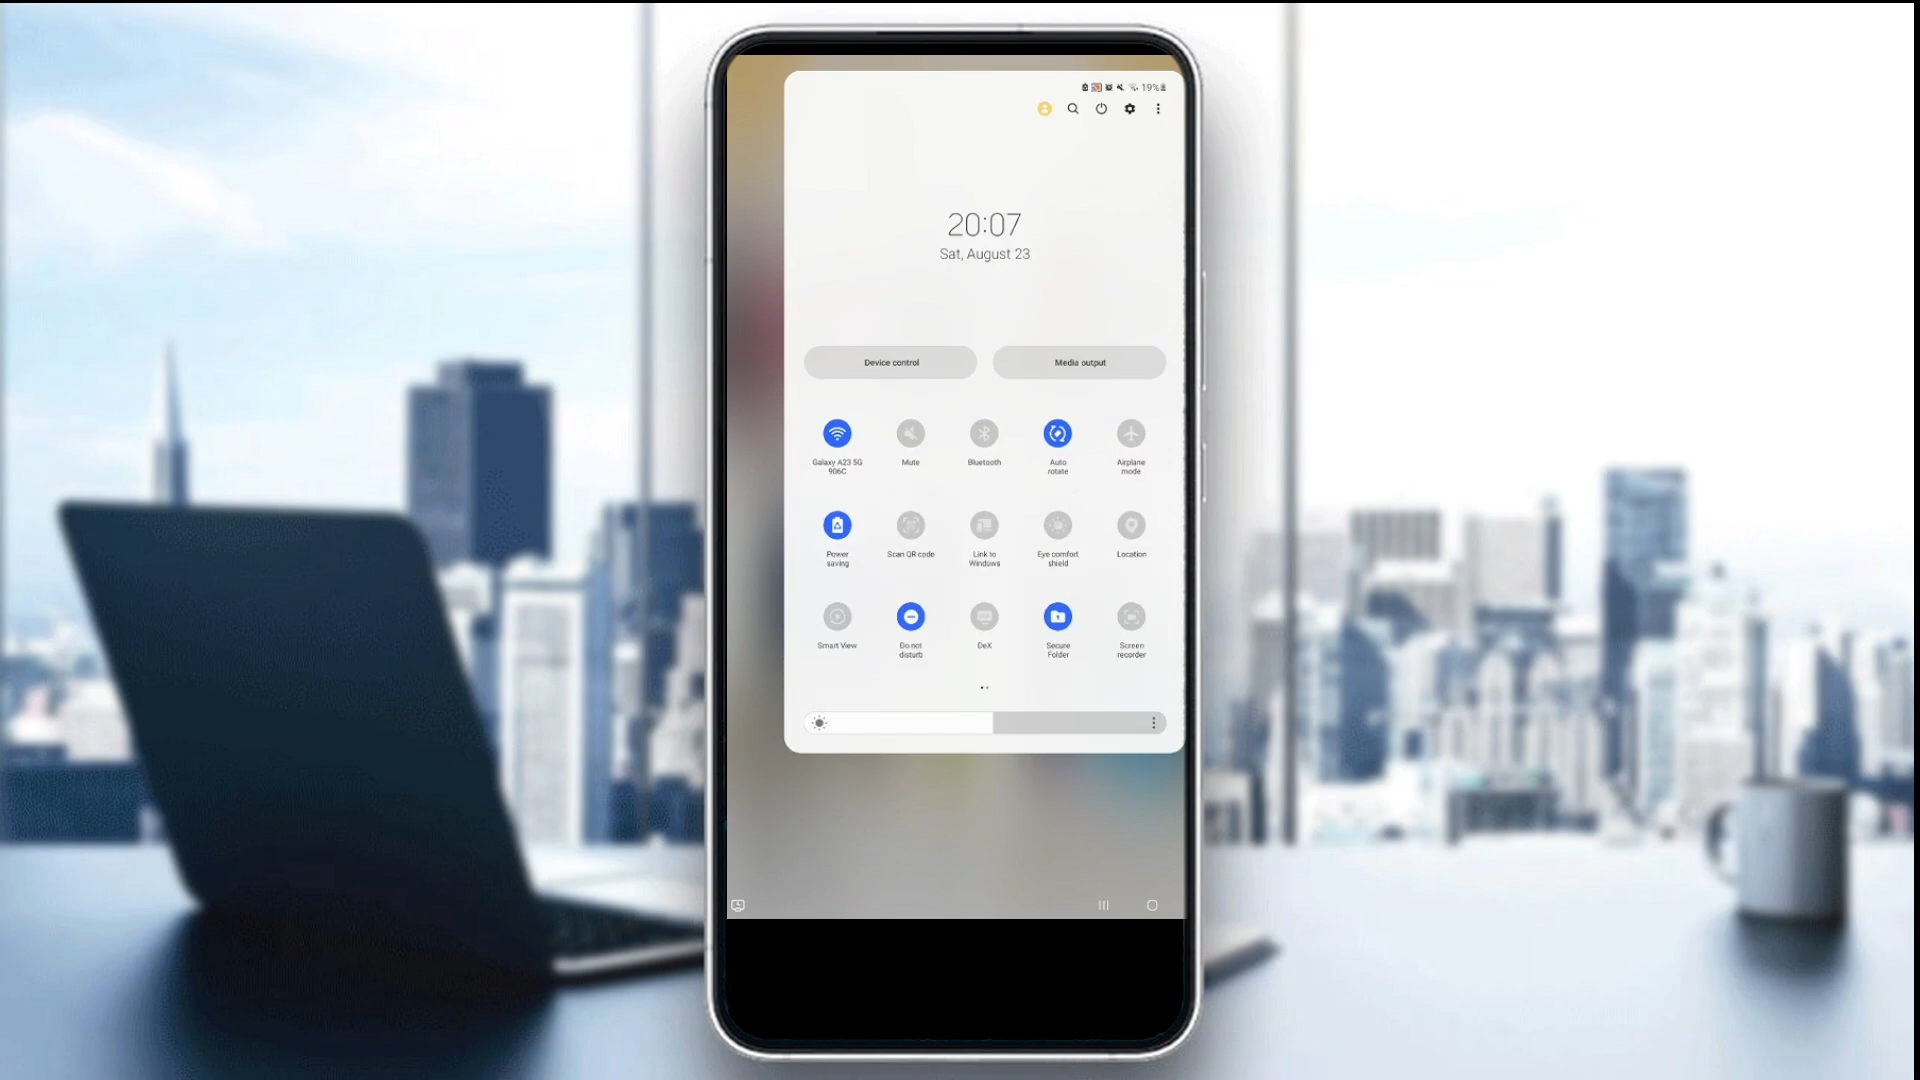 19%
20:07
Sat, August 23
Device control
Media output
Galaxy A23 5G
906C
Mute
Bluetooth
Auto
rotate
Airplane
mode
Power
saving
Scan QR code
Link to
Windows
Eye comfort
shield
Location
Smart View
Do not
disturb
DeX
Secure
Folder
Screen
recorder